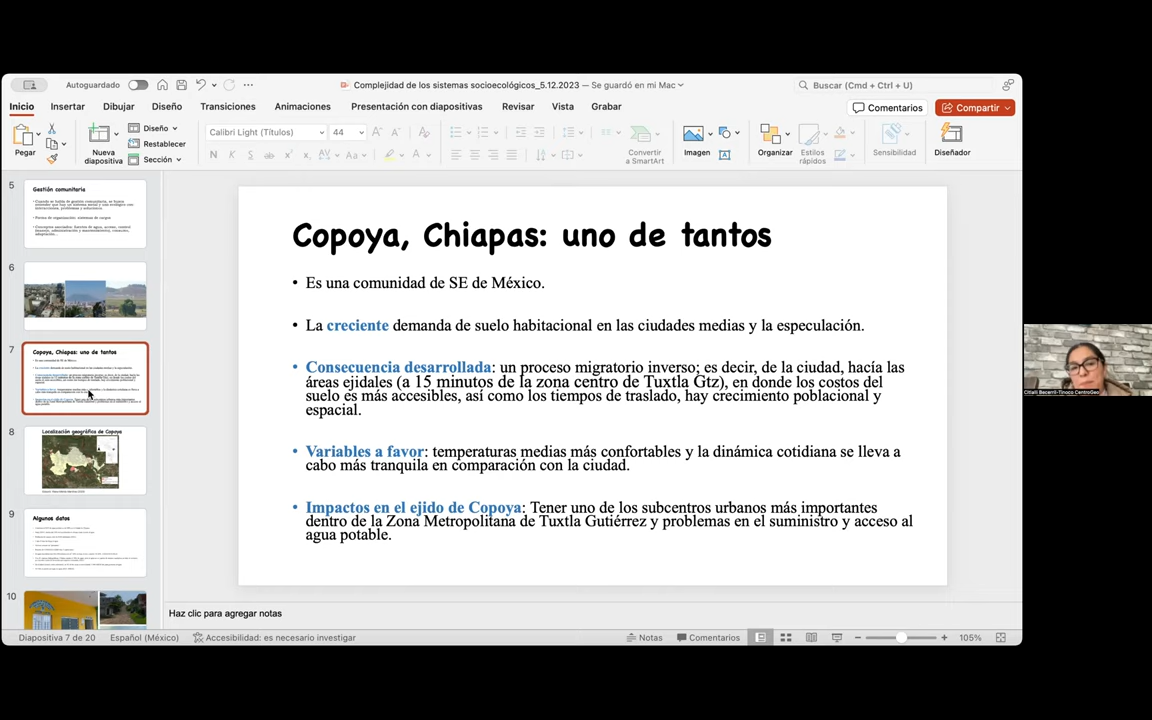 Autoguardado
Complejidad de los sistemas socioecológicos_5.12.2023 — Se guardó en mi Mac
Buscar (Cmd + Ctrl + U)
Inicio Insertar Dibujar Diseño Transiciones Animaciones Presentación con diapositivas Revisar Vista Grabar
Comentarios Compartir
Pegar
Nueva diapositiva
Diseño
Restablecer
Sección
Calibri Light (Títulos) 44
Convertir a SmartArt
Imagen
Organizar
Estilos rápidos
Sensibilidad
Diseñador
5
Gestión comunitaria
6
7
Copoya, Chiapas: uno de tantos
8
Localización geográfica de Copoya
9
Algunos datos
10
Copoya, Chiapas: uno de tantos
• Es una comunidad de SE de México.
• La creciente demanda de suelo habitacional en las ciudades medias y la especulación.
• Consecuencia desarrollada: un proceso migratorio inverso; es decir, de la ciudad, hacía las
áreas ejidales (a 15 minutos de la zona centro de Tuxtla Gtz), en donde los costos del
suelo es más accesibles, así como los tiempos de traslado, hay crecimiento poblacional y
espacial.
• Variables a favor: temperaturas medias más confortables y la dinámica cotidiana se lleva a
cabo más tranquila en comparación con la ciudad.
• Impactos en el ejido de Copoya: Tener uno de los subcentros urbanos más importantes
dentro de la Zona Metropolitana de Tuxtla Gutiérrez y problemas en el suministro y acceso al
agua potable.
Haz clic para agregar notas
Diapositiva 7 de 20 Español (México) Accesibilidad: es necesario investigar
Notas Comentarios 105%
Citlalli Becerril-Tinoco CentroGeo